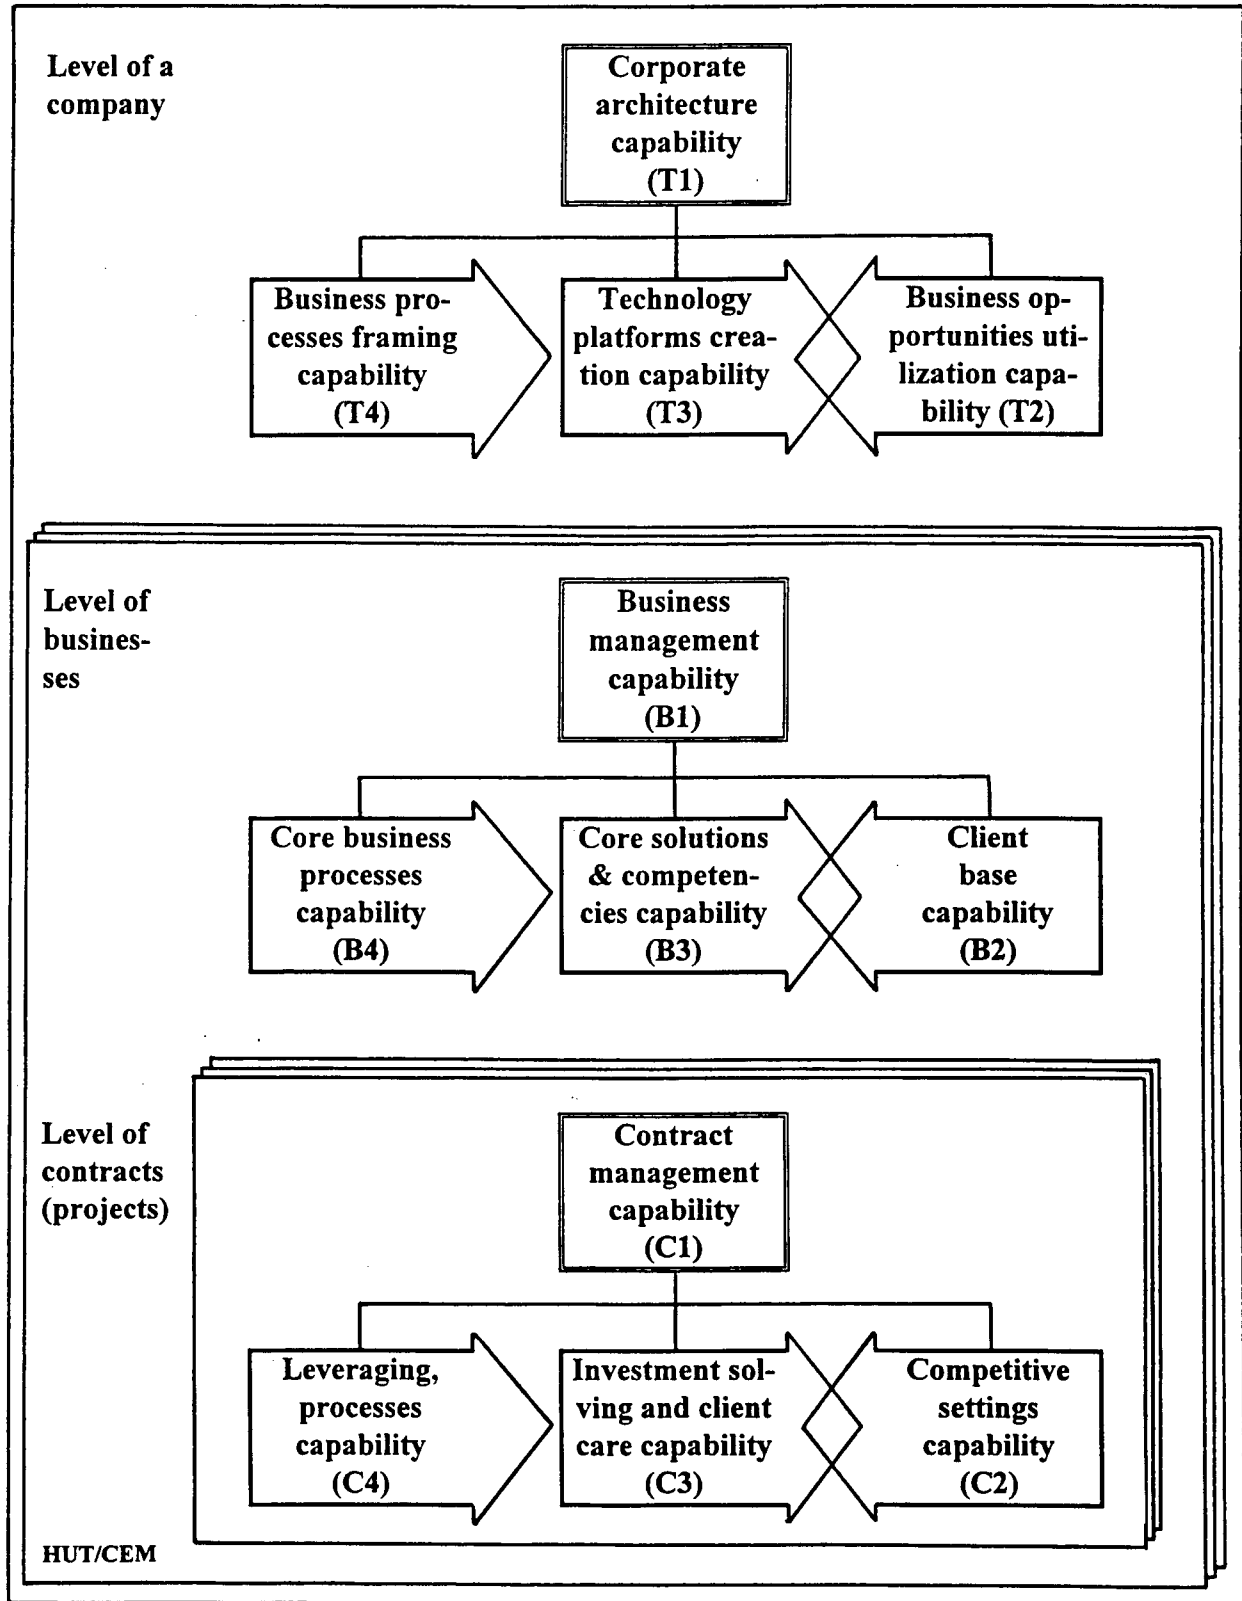 Level of a
company
Corporate
architecture
capability
(T1)
Business pro-
cesses framing
capability
(T4)
Technology
platforms crea-
tion capability
(T3)
Business op-
portunities uti-
lization capa-
bility (T2)
Level of
busines-
ses
Business
management
capability
(B1)
Core business
processes
capability
(B4)
Core solutions
& competen-
cies capability
(B3)
Client
base
capability
(B2)
Level of
contracts
(projects)
Contract
management
capability
(C1)
Leveraging,
processes
capability
(C4)
Investment sol-
ving and client
care capability
(C3)
Competitive
settings
capability
(C2)
HUT/CEM